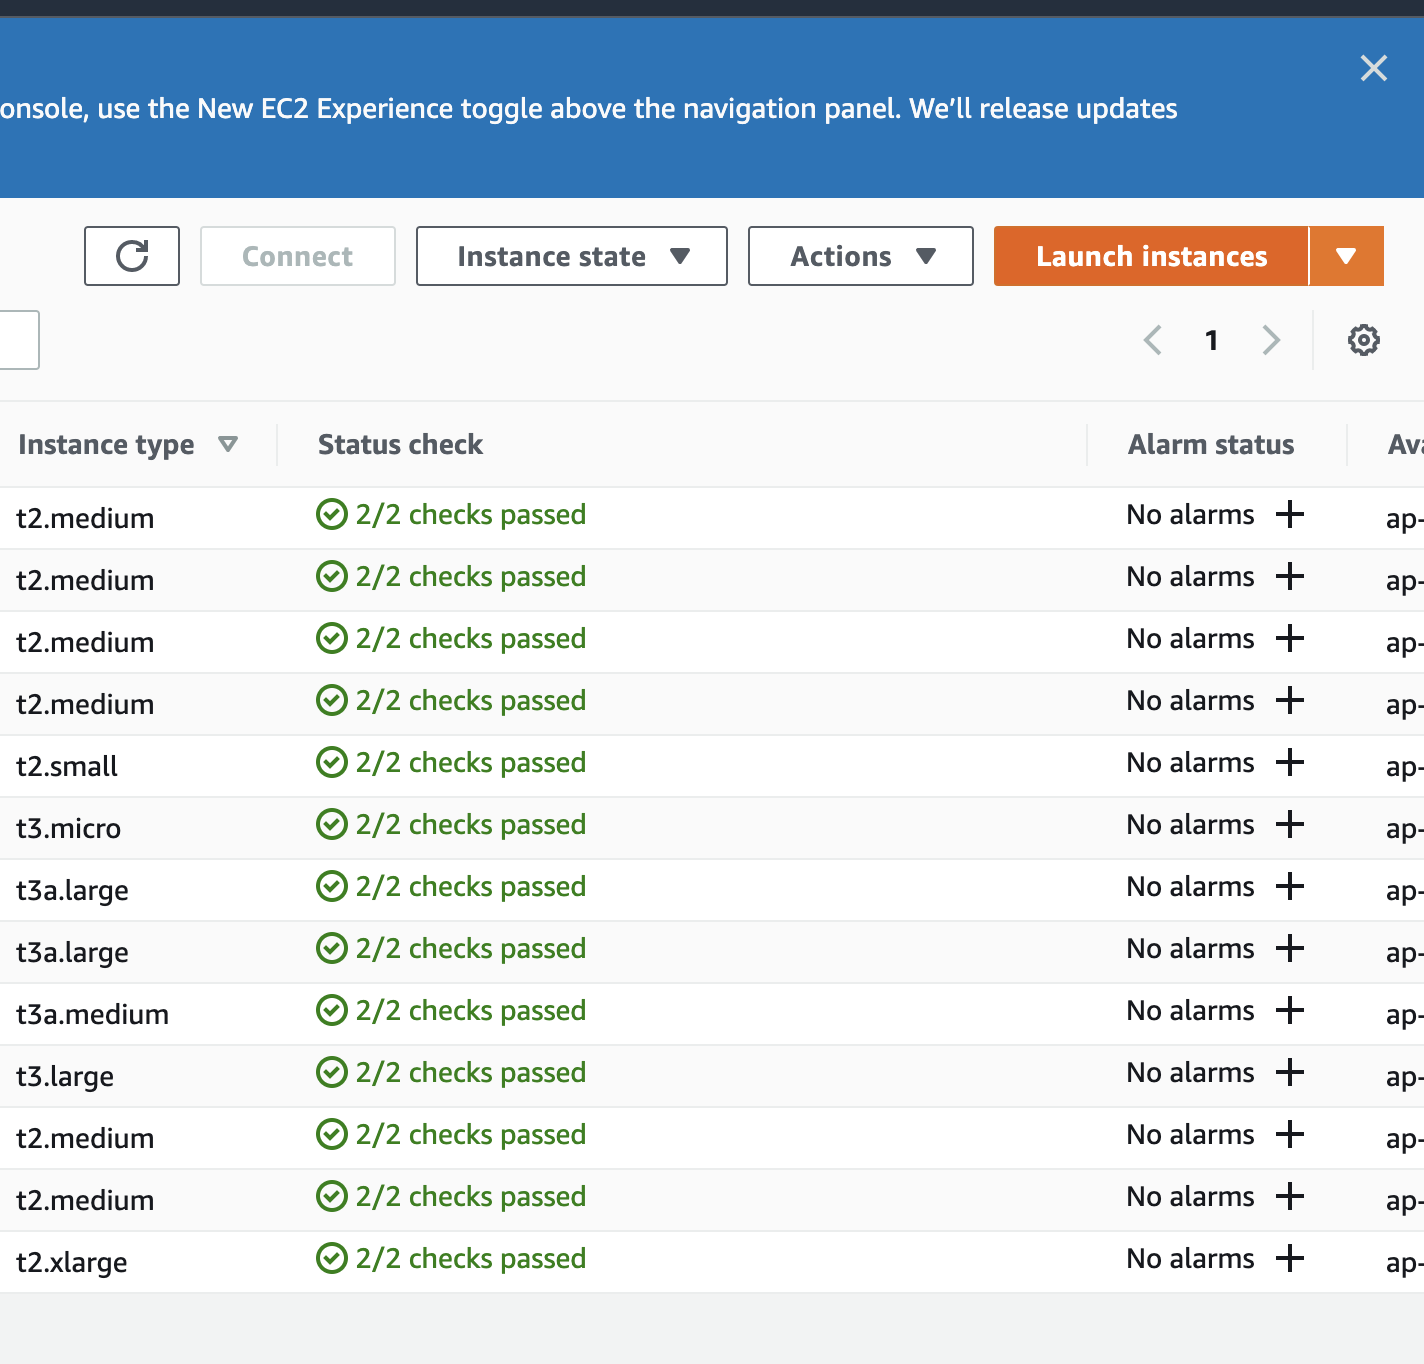 onsole, use the New EC2 Experience toggle above the navigation panel. We’ll release updates
Connect Instance state Actions Launch instances
1
Instance type Status check Alarm status Ava
t2.medium 2/2 checks passed No alarms ap-
t2.medium 2/2 checks passed No alarms ap-
t2.medium 2/2 checks passed No alarms ap-
t2.medium 2/2 checks passed No alarms ap-
t2.small 2/2 checks passed No alarms ap-
t3.micro 2/2 checks passed No alarms ap-
t3a.large 2/2 checks passed No alarms ap-
t3a.large 2/2 checks passed No alarms ap-
t3a.medium 2/2 checks passed No alarms ap-
t3.large 2/2 checks passed No alarms ap-
t2.medium 2/2 checks passed No alarms ap-
t2.medium 2/2 checks passed No alarms ap-
t2.xlarge 2/2 checks passed No alarms ap-